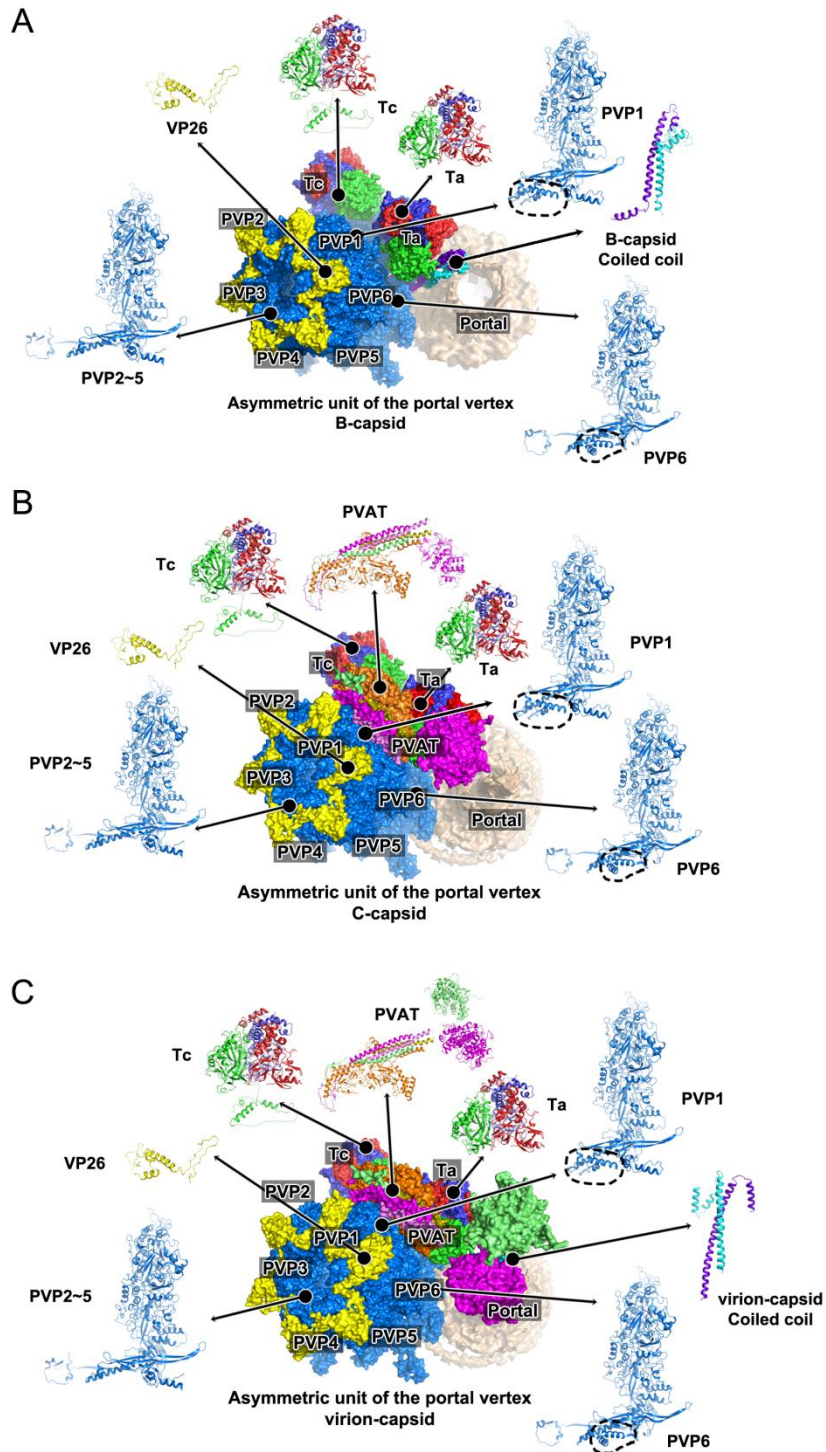 A
VP26
Tc
Ta
PVP1
Tc
Ta
PVP2
PVP1
B-capsid
Coiled coil
PVP3
PVP6
Portal
PVP4
PVP5
PVP2~5
Asymmetric unit of the portal vertex
B-capsid
PVP6
B
PVAT
Tc
VP26
Ta
PVP1
Tc
Ta
PVP2
PVP1
PVAT
PVP2~5
PVP3
PVP6
Portal
PVP4
PVP5
Asymmetric unit of the portal vertex
C-capsid
PVP6
C
PVAT
Tc
Ta
PVP1
VP26
Tc
Ta
PVP2
PVP1
PVAT
PVP2~5
PVP3
PVP6
Portal
virion-capsid
Coiled coil
PVP4
PVP5
Asymmetric unit of the portal vertex
virion-capsid
PVP6